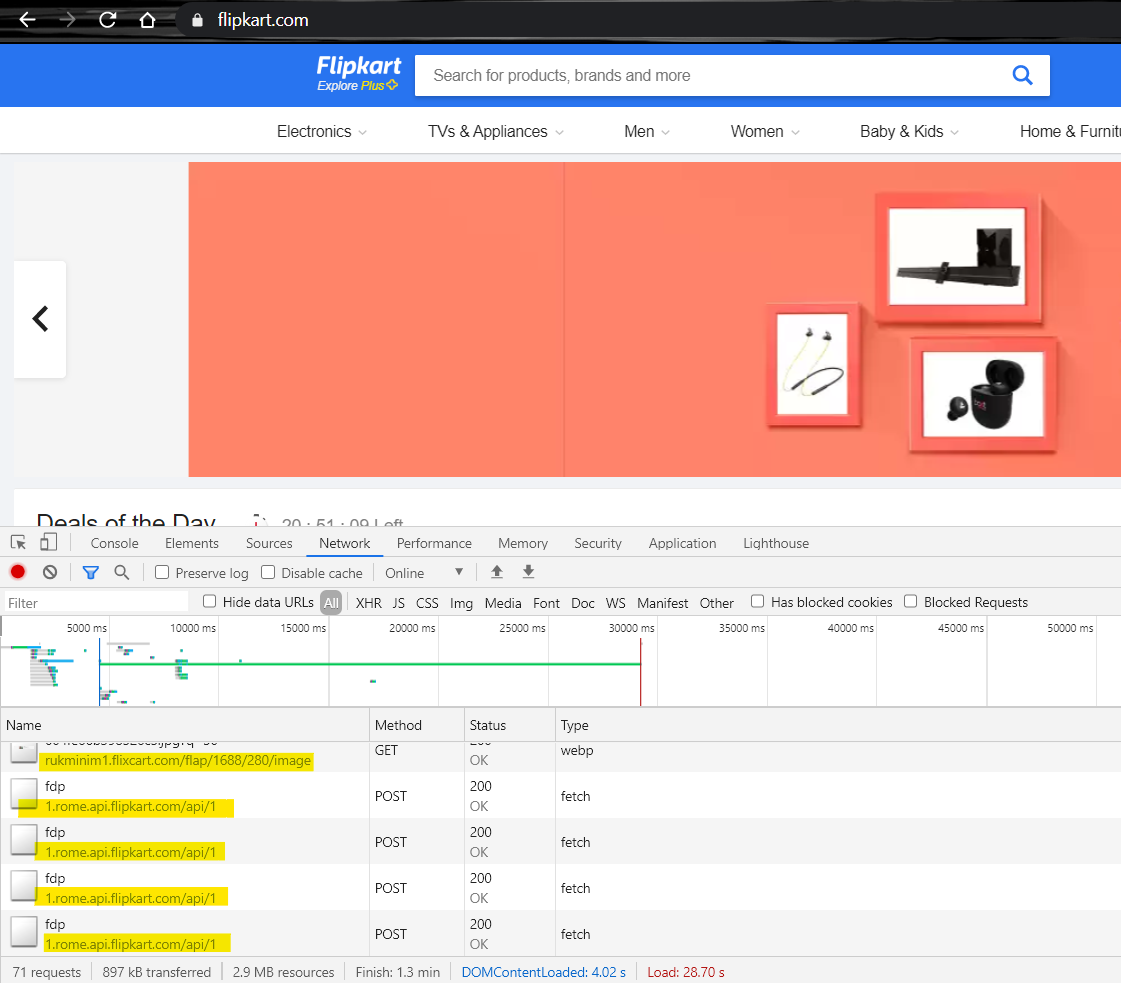 flipkart.com
Flipkart
Explore Plus
Search for products, brands and more
Electronics TVs & Appliances Men Women Baby & Kids Home & Furnit
Deals of the Day 20 : 51 : 09 Left
Console Elements Sources Network Performance Memory Security Application Lighthouse
Preserve log Disable cache Online
Filter Hide data URLs All XHR JS CSS Img Media Font Doc WS Manifest Other Has blocked cookies Blocked Requests
5000 ms 10000 ms 15000 ms 20000 ms 25000 ms 30000 ms 35000 ms 40000 ms 45000 ms 50000 ms
Name Method Status Type
GET 200 webp
rukminim1.flixcart.com/flap/1688/280/image OK
fdp 200
POST fetch
1.rome.api.flipkart.com/api/1 OK
fdp 200
POST fetch
1.rome.api.flipkart.com/api/1 OK
fdp 200
POST fetch
1.rome.api.flipkart.com/api/1 OK
fdp 200
POST fetch
1.rome.api.flipkart.com/api/1 OK
71 requests 897 kB transferred 2.9 MB resources Finish: 1.3 min DOMContentLoaded: 4.02 s Load: 28.70 s